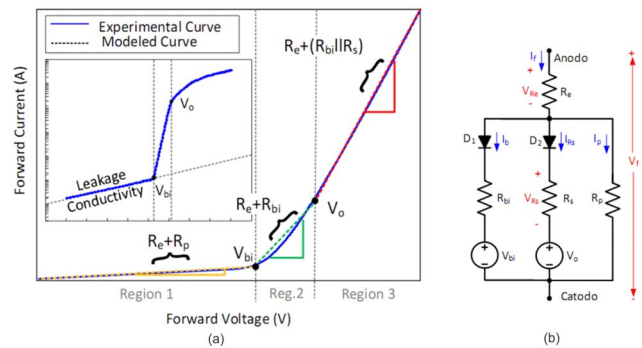 Experimental Curve
Modeled Curve
Forward Current (A)
Leakage
Conductivity
V_o
V_bi
R_e+(R_bi||R_s)
R_e+R_bi
R_e+R_p
V_bi
V_o
Region 1
Reg.2
Region 3
Forward Voltage (V)
(a)
Anodo
I_f
+
V_Re
-
R_e
D_1
I_b
D_2
I_Rs
I_p
R_bi
+
V_Rs
-
R_s
R_p
+
-
V_bi
+
-
V_o
Catodo
+
V_f
-
(b)